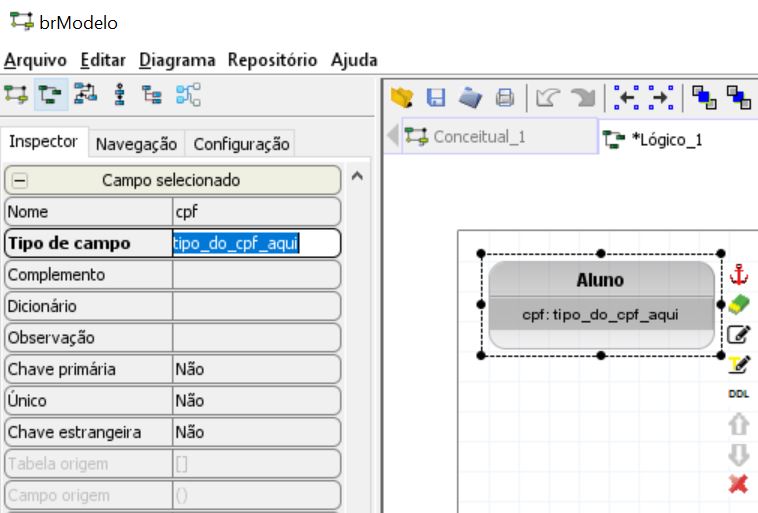 brModelo
Arquivo Editar Diagrama Repositório Ajuda
Inspector Navegação Configuração
Campo selecionado
Nome cpf
Tipo de campo tipo_do_cpf_aqui
Complemento
Dicionário
Observação
Chave primária Não
Único Não
Chave estrangeira Não
Tabela origem []
Campo origem ()
Conceitual_1 *Lógico_1
Aluno
cpf: tipo_do_cpf_aqui
DDL